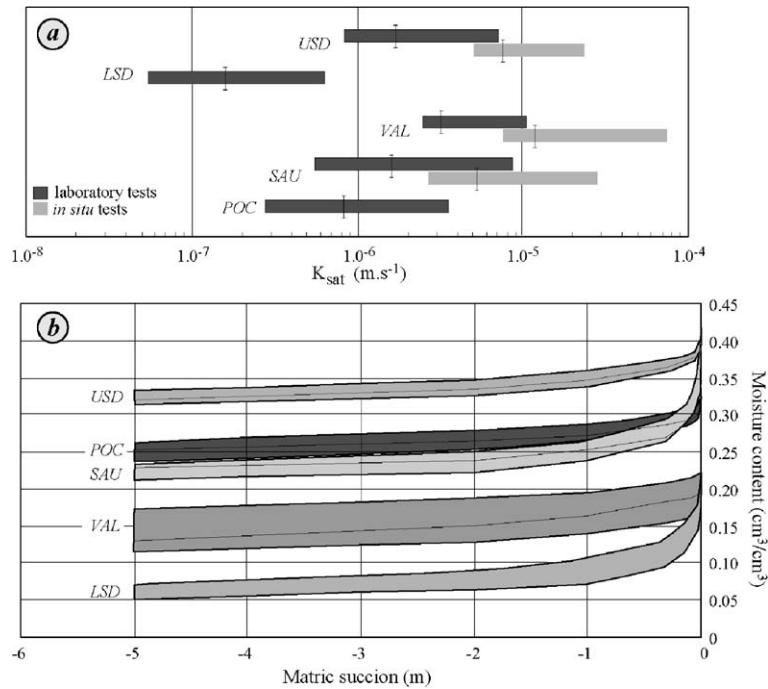 a
USD
LSD
VAL
SAU
POC
laboratory tests
in situ tests
1.0⁻⁸ 1.0⁻⁷ 1.0⁻⁶ 1.0⁻⁵ 1.0⁻⁴
K_sat (m.s⁻¹)
b
0.45
0.40
0.35
0.30
0.25
0.20
0.15
0.10
0.05
0
Moisture content (cm³/cm³)
USD
POC
SAU
VAL
LSD
-6 -5 -4 -3 -2 -1 0
Matric succion (m)